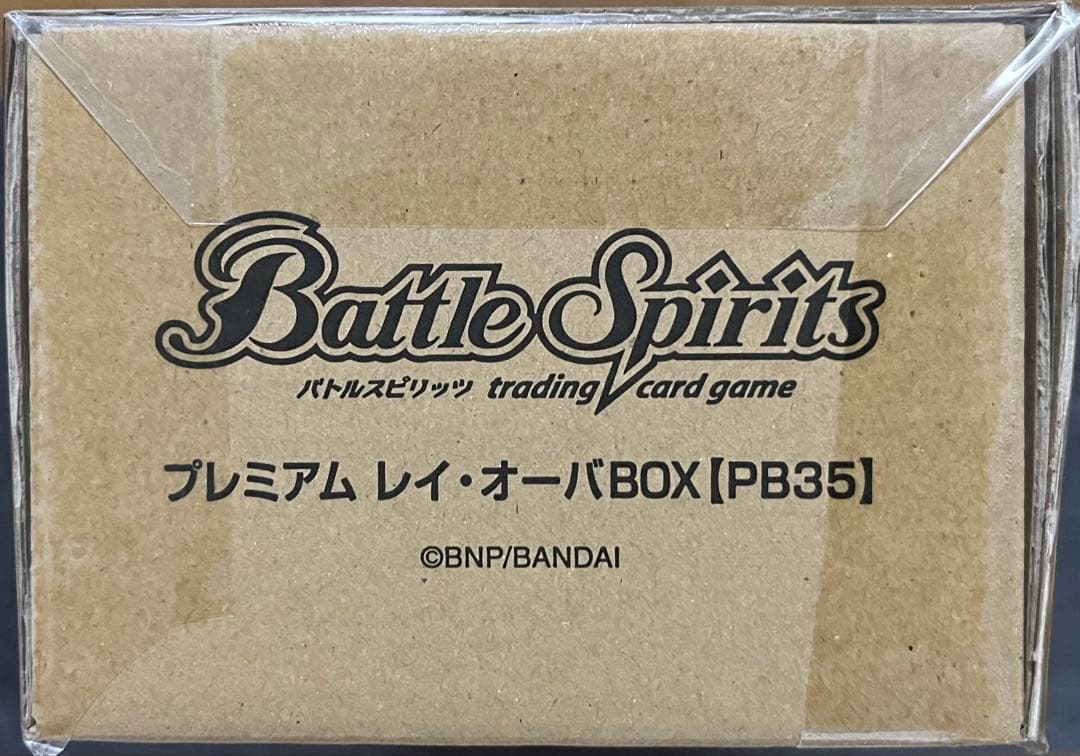 Battle Spirits
バトルスピリッツ trading card game
プレミアム レイ・オーバBOX【PB35】
©BNP/BANDAI